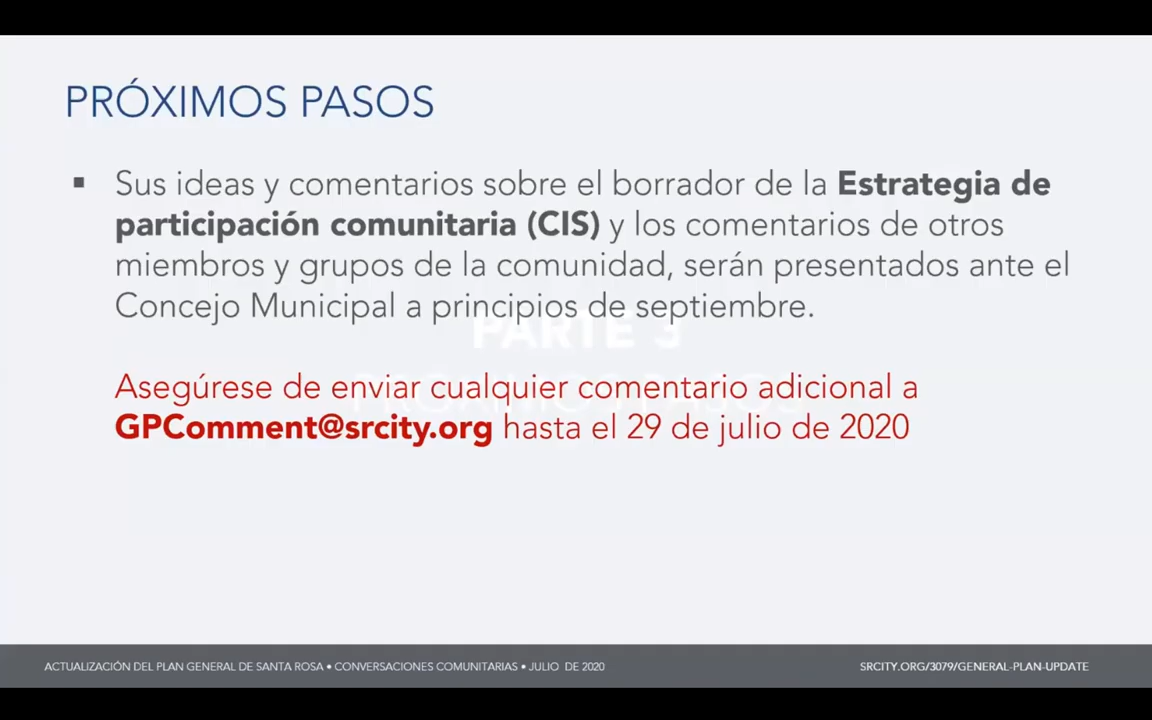 PRÓXIMOS PASOS
▪ Sus ideas y comentarios sobre el borrador de la Estrategia de
participación comunitaria (CIS) y los comentarios de otros
miembros y grupos de la comunidad, serán presentados ante el
Concejo Municipal a principios de septiembre.
PARTE 3
Asegúrese de enviar cualquier comentario adicional a
GPComment@srcity.org hasta el 29 de julio de 2020
ACTUALIZACIÓN DEL PLAN GENERAL DE SANTA ROSA • CONVERSACIONES COMUNITARIAS • JULIO DE 2020
SRCITY.ORG/3079/GENERAL-PLAN-UPDATE